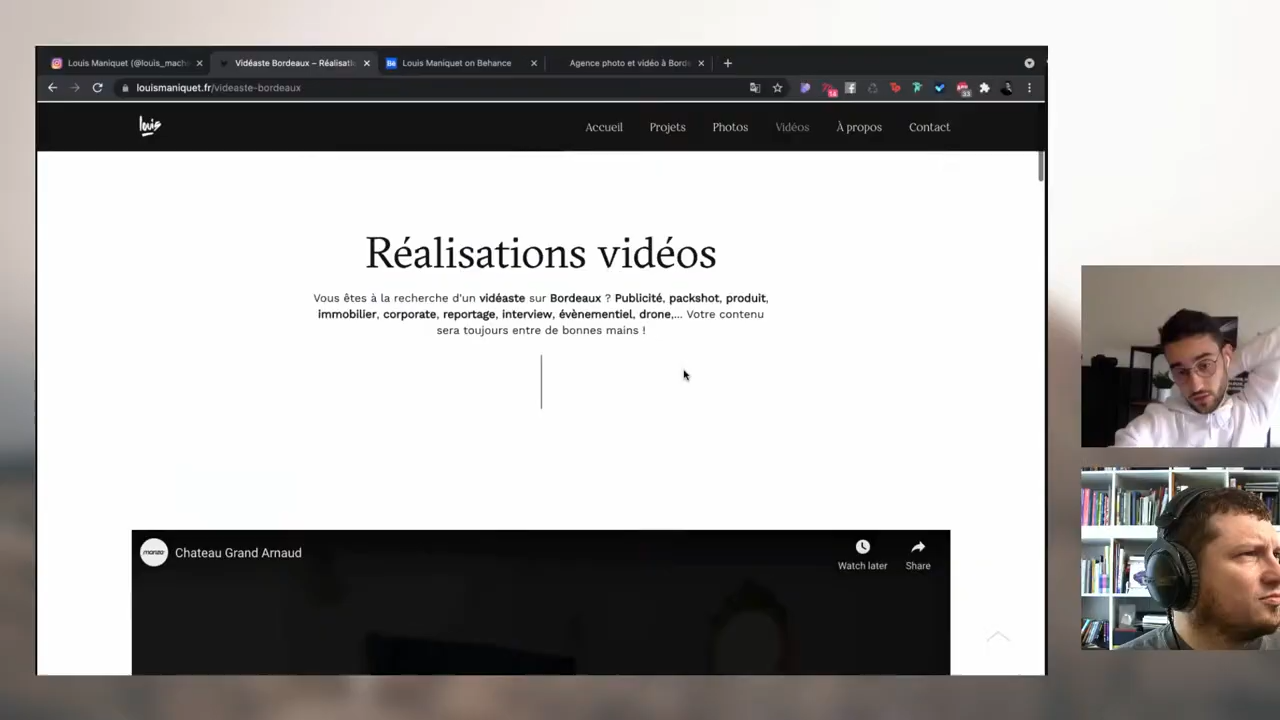 Louis Maniquet (@louis_macho
Vidéaste Bordeaux – Réalisati
Louis Maniquet on Behance
Agence photo et vidéo à Borde
louismaniquet.fr/videaste-bordeaux
louis
Accueil
Projets
Photos
Vidéos
À propos
Contact
Réalisations vidéos
Vous êtes à la recherche d'un vidéaste sur Bordeaux ? Publicité, packshot, produit,
immobilier, corporate, reportage, interview, évènementiel, drone,... Votre contenu
sera toujours entre de bonnes mains !
manzo
Chateau Grand Arnaud
Watch later
Share